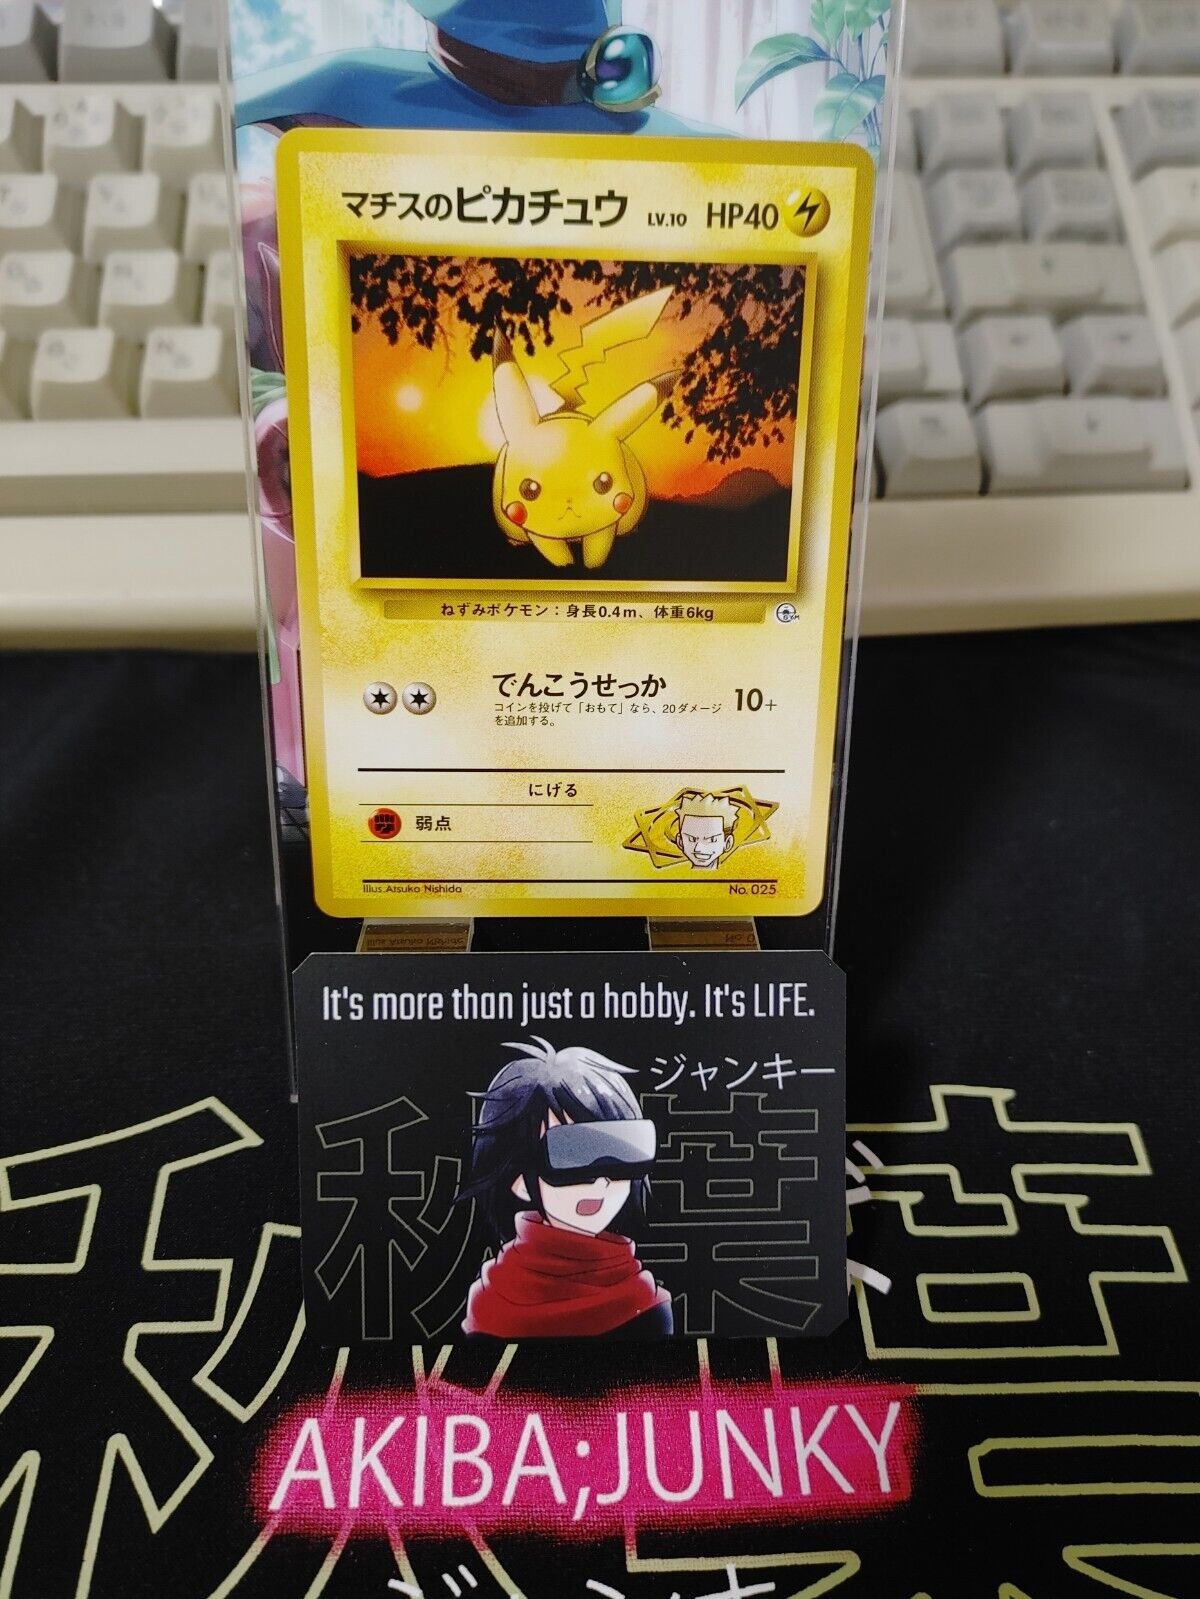 マチスのピカチュウ LV.10 HP40
ねずみポケモン：身長0.4m、体重6kg
でんこうせっか 10+
コインを投げて「おもて」なら、20ダメージ
を追加する。
にげる
弱点
Illus. Atsuko Nishida No. 025
It's more than just a hobby. It's LIFE.
ジャンキー
秋葉
AKIBA;JUNKY